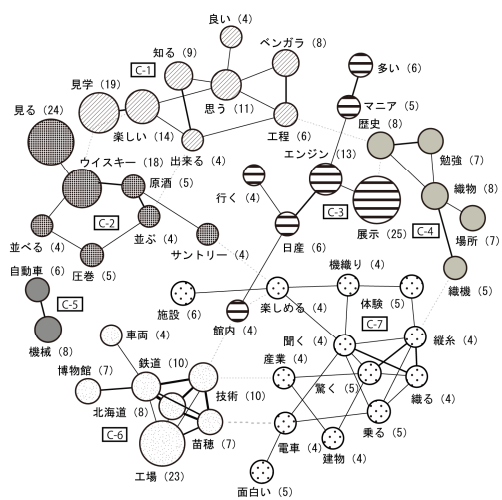 良い（4）
ベンガラ（8）
知る（9）
多い（6）
C-1
見学（19）
思う（11）
マニア（5）
見る（24）
楽しい（14）
工程（6）
歴史（8）
出来る（4）
エンジン（13）
勉強（7）
ウイスキー（18）
原酒（5）
織物（8）
行く（4）
C-3
C-2
並べる（4）
並ぶ（4）
展示（25）
C-4
場所（7）
圧巻（5）
サントリー（4）
日産（6）
自動車（6）
機織り（4）
織機（5）
C-5
施設（6）
楽しめる（4）
体験（5）
館内（4）
C-7
機械（8）
車両（4）
聞く（4）
縦糸（4）
鉄道（10）
産業（4）
博物館（7）
技術（10）
驚く（5）
織る（4）
北海道（8）
C-6
苗穂（7）
乗る（5）
電車（4）
建物（4）
工場（23）
面白い（5）